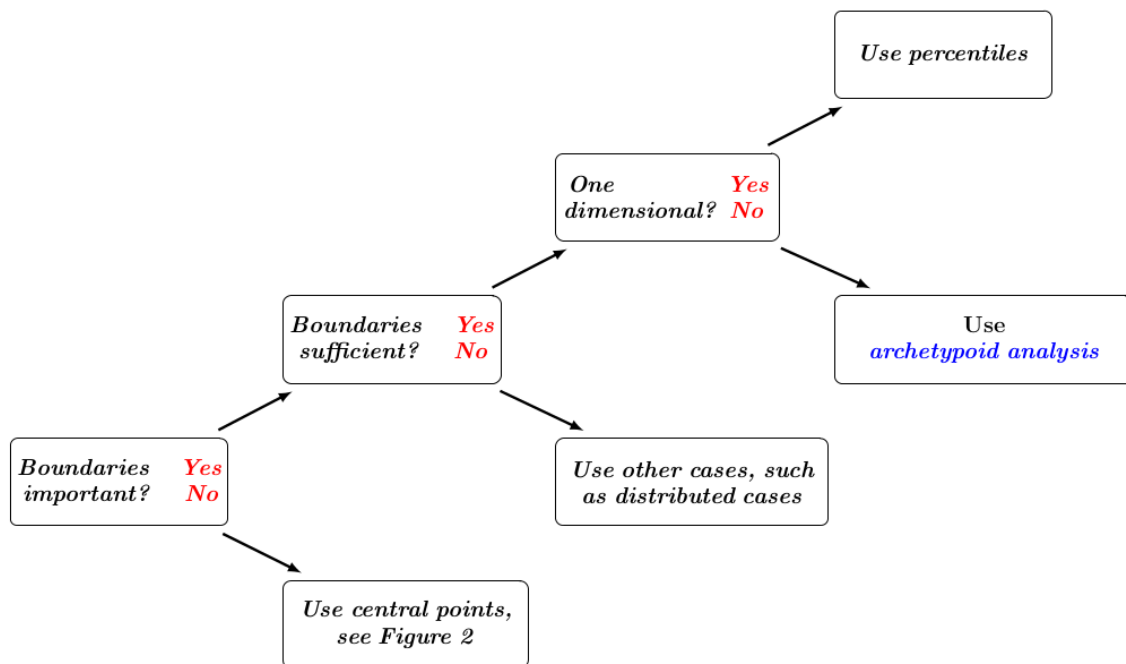 Use percentiles
One Yes
dimensional? No
Boundaries Yes
sufficient? No
Use
archetypoid analysis
Boundaries Yes
important? No
Use other cases, such
as distributed cases
Use central points,
see Figure 2